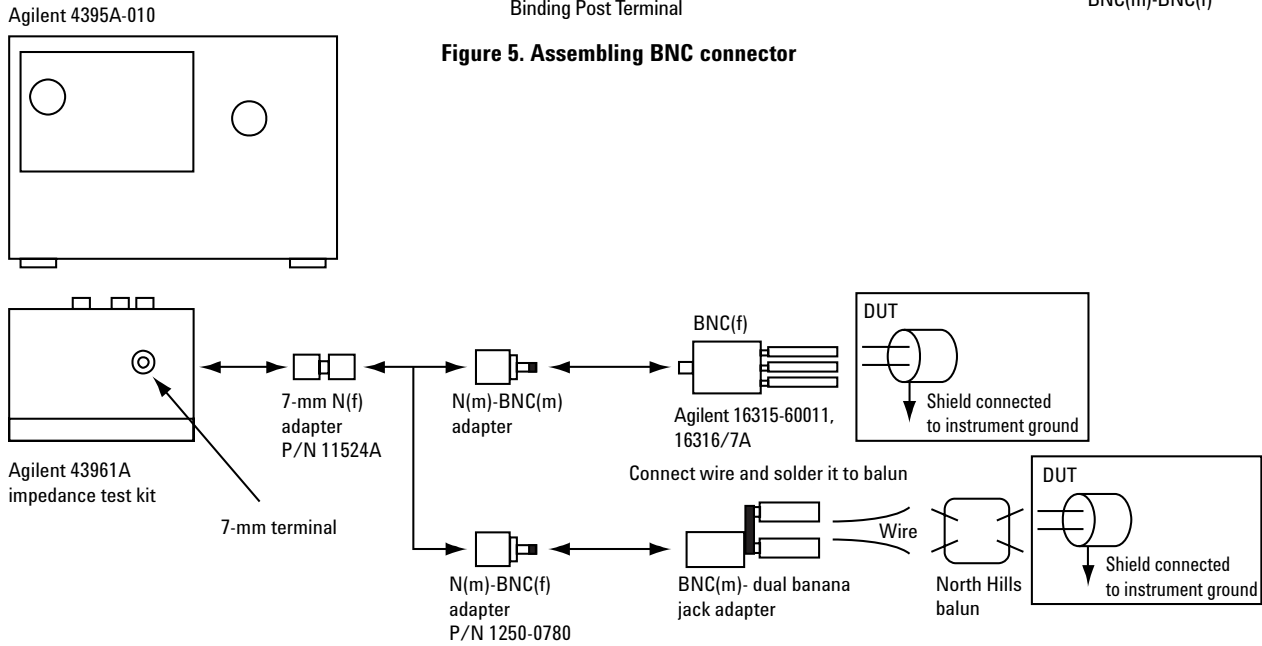 Agilent 4395A-010
Binding Post Terminal
BNC(m)-BNC(f)
Figure 5. Assembling BNC connector
DUT
BNC(f)
Shield connected
to instrument ground
7-mm N(f)
adapter
P/N 11524A
N(m)-BNC(m)
adapter
Agilent 16315-60011,
16316/7A
Agilent 43961A
impedance test kit
7-mm terminal
Connect wire and solder it to balun
DUT
Wire
Shield connected
to instrument ground
N(m)-BNC(f)
adapter
P/N 1250-0780
BNC(m)- dual banana
jack adapter
North Hills
balun